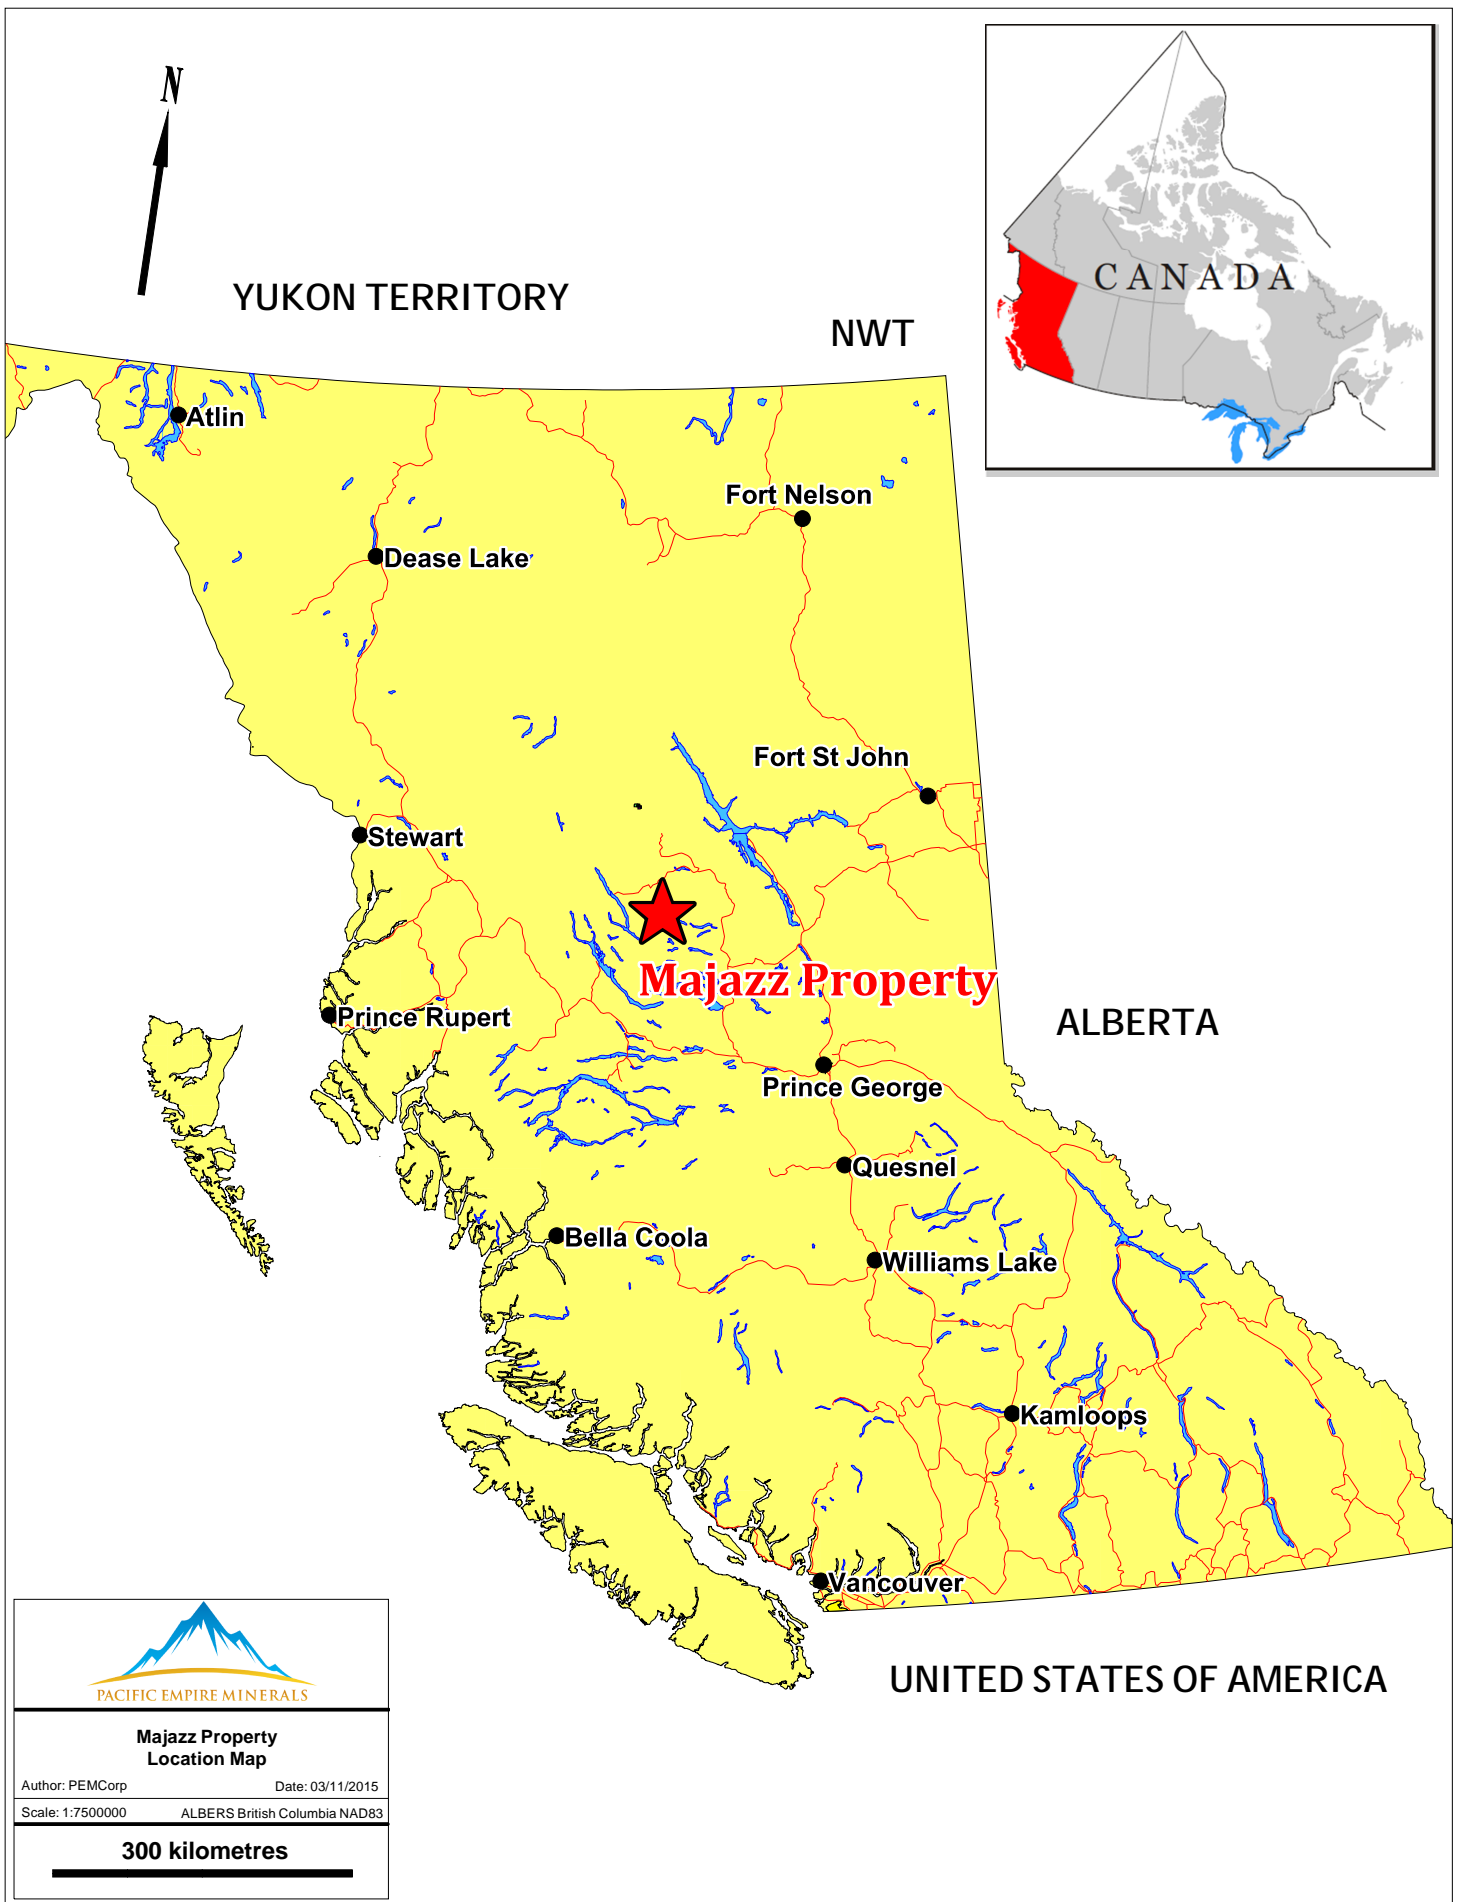 N
CANADA
YUKON TERRITORY
NWT
Atlin
Fort Nelson
Dease Lake
Fort St John
Stewart
Majazz Property
Prince Rupert
ALBERTA
Prince George
Quesnel
Bella Coola
Williams Lake
Kamloops
Vancouver
UNITED STATES OF AMERICA
PACIFIC EMPIRE MINERALS
Majazz Property
Location Map
Author: PEMCorp Date: 03/11/2015
Scale: 1:7500000 ALBERS British Columbia NAD83
300 kilometres